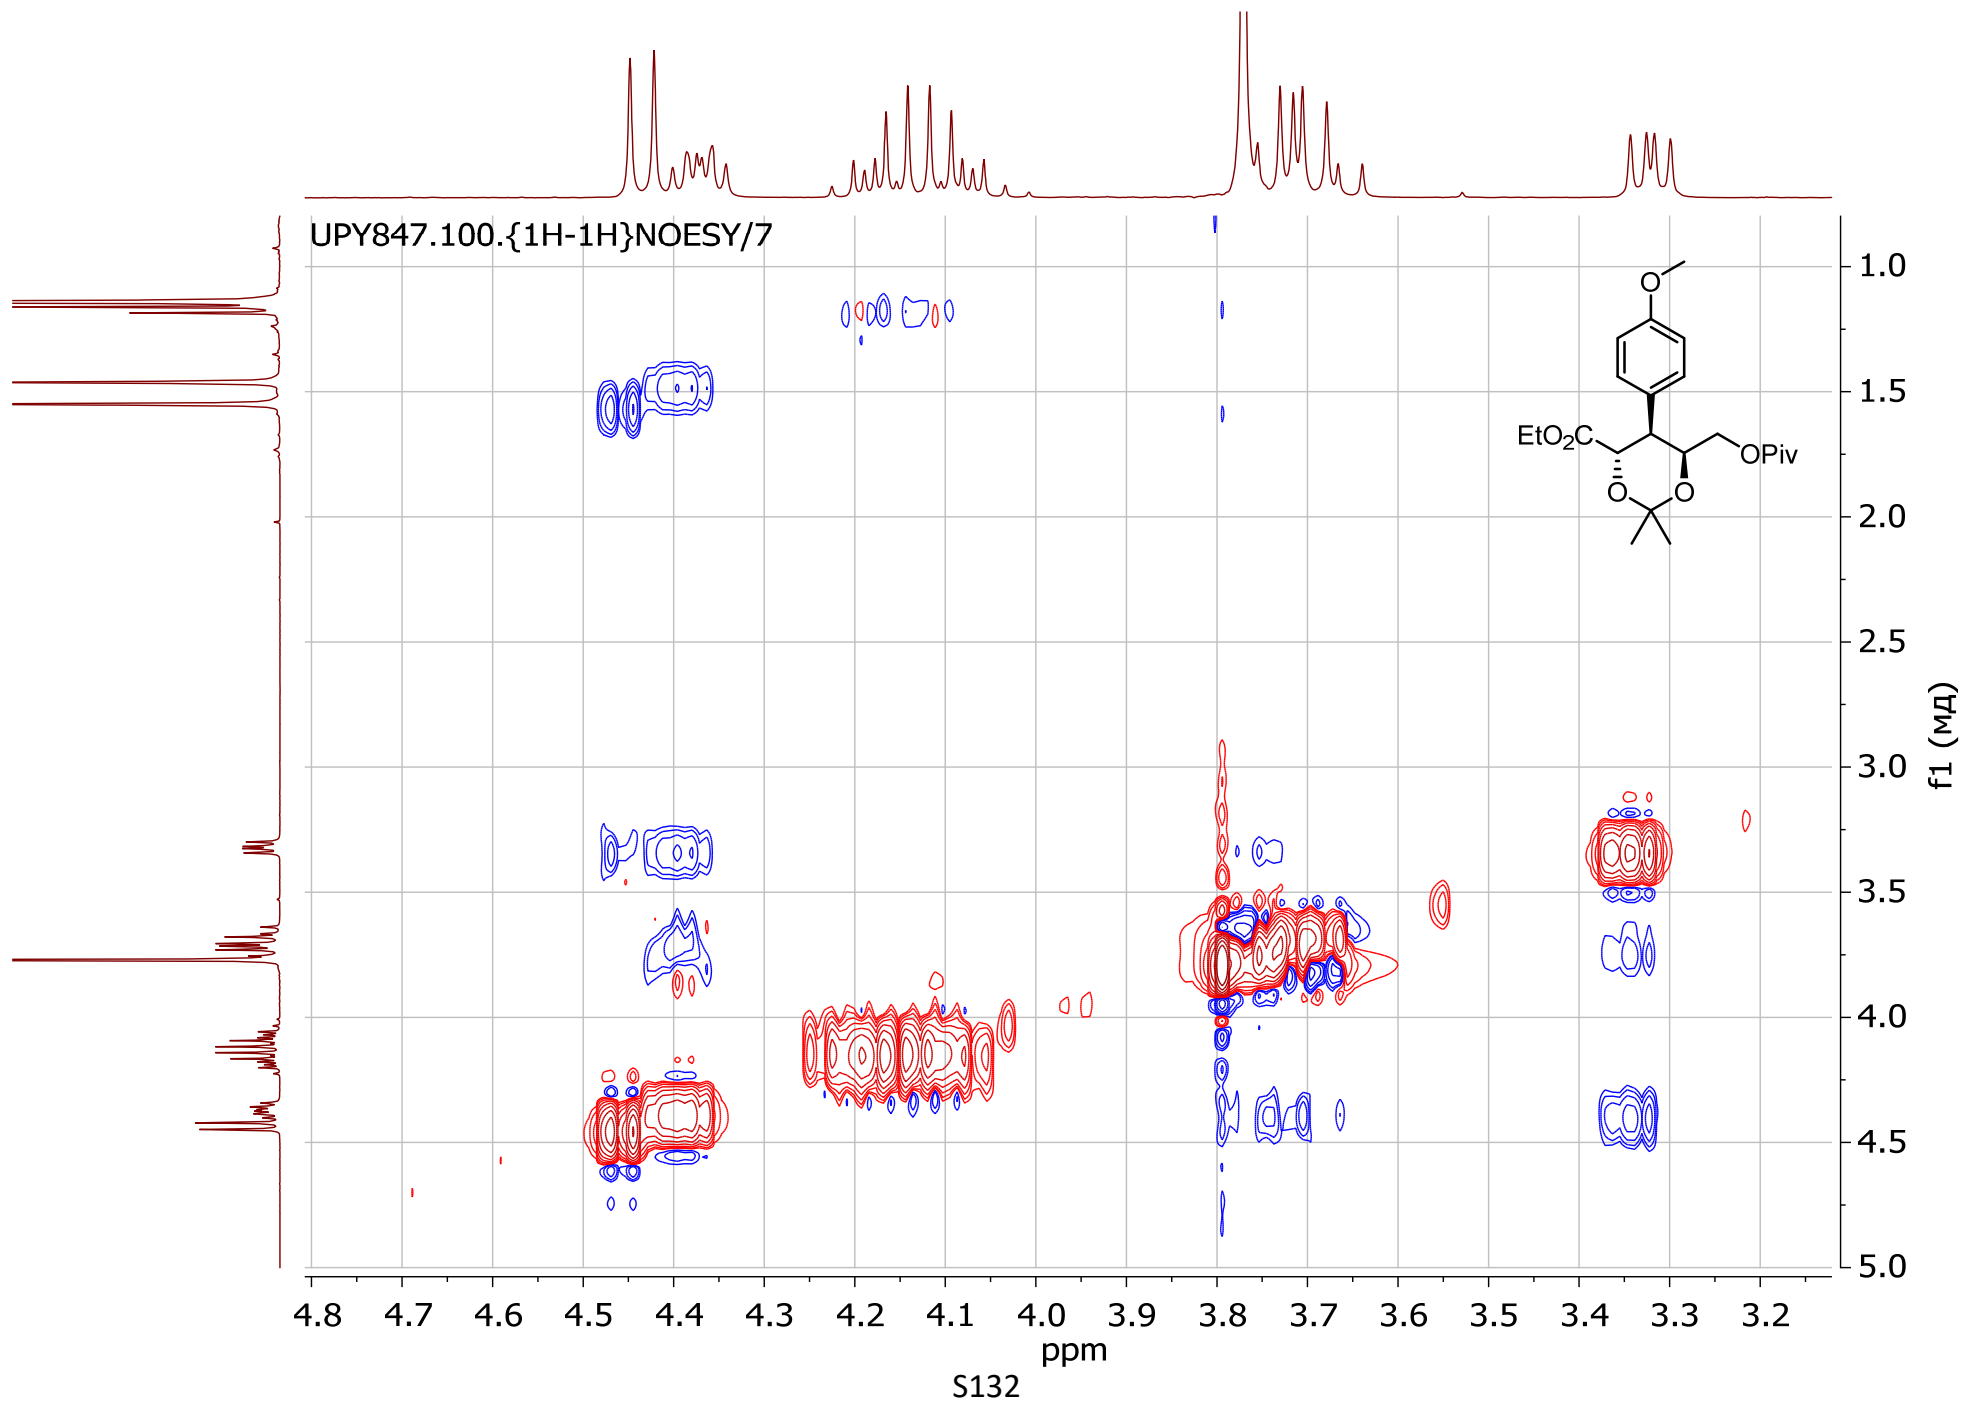 UPY847.100.{1H-1H}NOESY/7
O
EtO2C
OPiv
O
O
1.0
1.5
2.0
2.5
3.0
3.5
4.0
4.5
5.0
f1 (мд)
4.8 4.7 4.6 4.5 4.4 4.3 4.2 4.1 4.0 3.9 3.8 3.7 3.6 3.5 3.4 3.3 3.2
ppm
S132